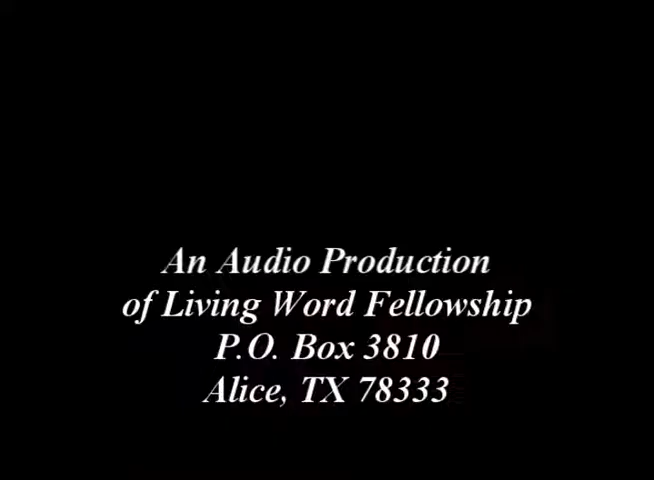 An Audio Production
of Living Word Fellowship
P.O. Box 3810
Alice, TX 78333